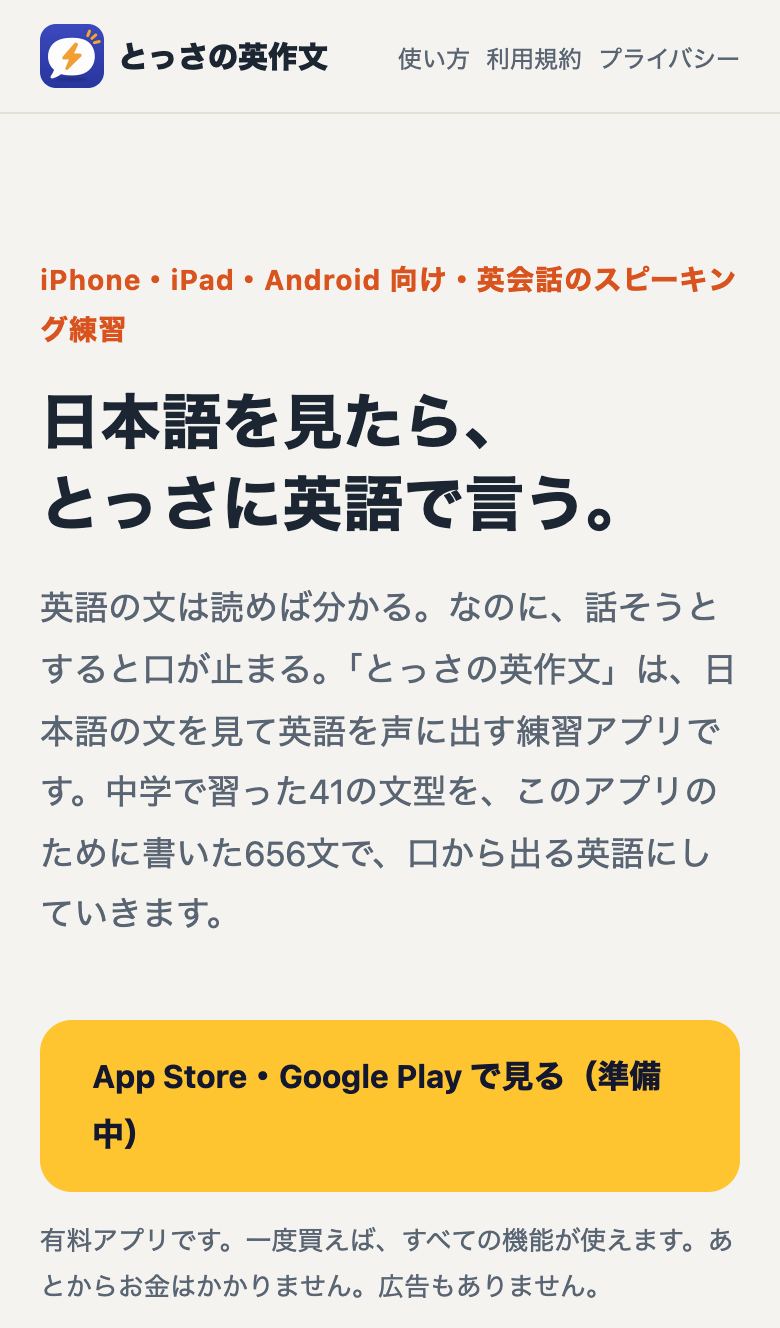 とっさの英作文
使い方 利用規約 プライバシー
iPhone・iPad・Android 向け・英会話のスピーキン
グ練習
日本語を見たら、
とっさに英語で言う。
英語の文は読めば分かる。なのに、話そうと
すると口が止まる。「とっさの英作文」は、日
本語の文を見て英語を声に出す練習アプリで
す。中学で習った41の文型を、このアプリの
ために書いた656文で、口から出る英語にし
ていきます。
App Store・Google Play で見る（準備
中）
有料アプリです。一度買えば、すべての機能が使えます。あ
とからお金はかかりません。広告もありません。